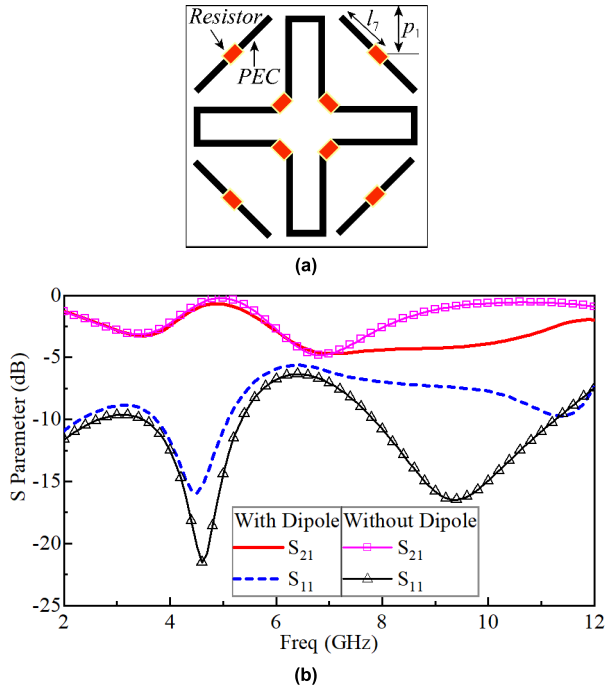 Resistor
PEC
l7
p1
(a)
0
-5
-10
-15
-20
-25
S Paremeter (dB)
With Dipole
Without Dipole
S21
S21
S11
S11
2
4
6
8
10
12
Freq (GHz)
(b)